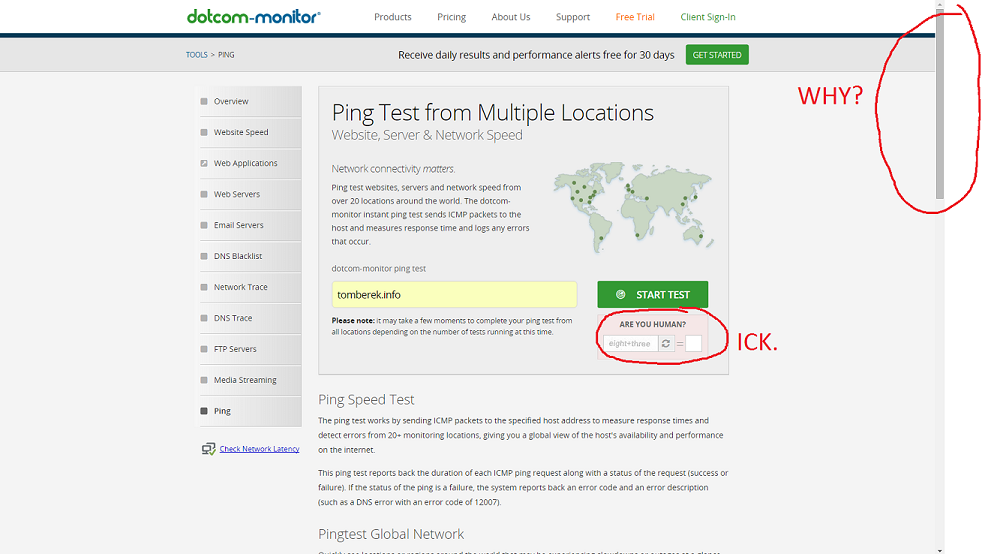 dotcom-monitor®
Products Pricing About Us Support Free Trial Client Sign-In
TOOLS > PING
Receive daily results and performance alerts free for 30 days
GET STARTED
WHY?
Overview
Website Speed
Web Applications
Web Servers
Email Servers
DNS Blacklist
Network Trace
DNS Trace
FTP Servers
Media Streaming
Ping
Check Network Latency
Ping Test from Multiple Locations
Website, Server & Network Speed
Network connectivity matters.
Ping test websites, servers and network speed from
over 20 locations around the world. The dotcom-
monitor instant ping test sends ICMP packets to the
host and measures response time and logs any errors
that occur.
dotcom-monitor ping test
tomberek.info
START TEST
Please note: it may take a few moments to complete your ping test from
all locations depending on the number of tests running at this time.
ARE YOU HUMAN?
eight+three =
ICK.
Ping Speed Test
The ping test works by sending ICMP packets to the specified host address to measure response times and
detect errors from 20+ monitoring locations, giving you a global view of the host's availability and performance
on the internet.
This ping test reports back the duration of each ICMP ping request along with a status of the request (success or
failure). If the status of the ping is a failure, the system reports back an error code and an error description
(such as a DNS error with an error code of 12007).
Pingtest Global Network